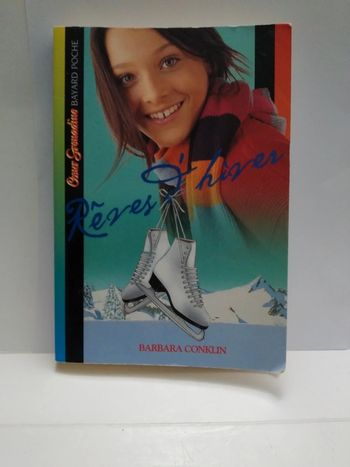 Cœur Grenadine BAYARD POCHE
Rêves d'hiver
BARBARA CONKLIN